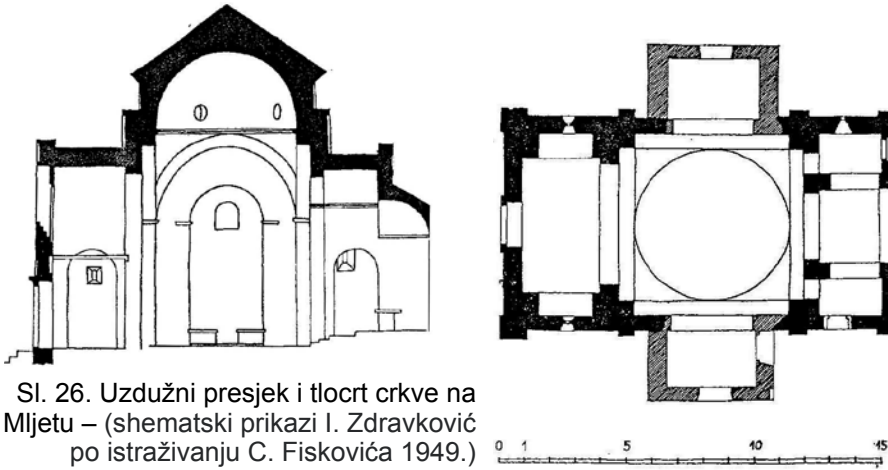 Sl. 26. Uzdužni presjek i tlocrt crkve na
Mljetu – (shematski prikazi I. Zdravković
po istraživanju C. Fiskovića 1949.)
0 1 5 10 15